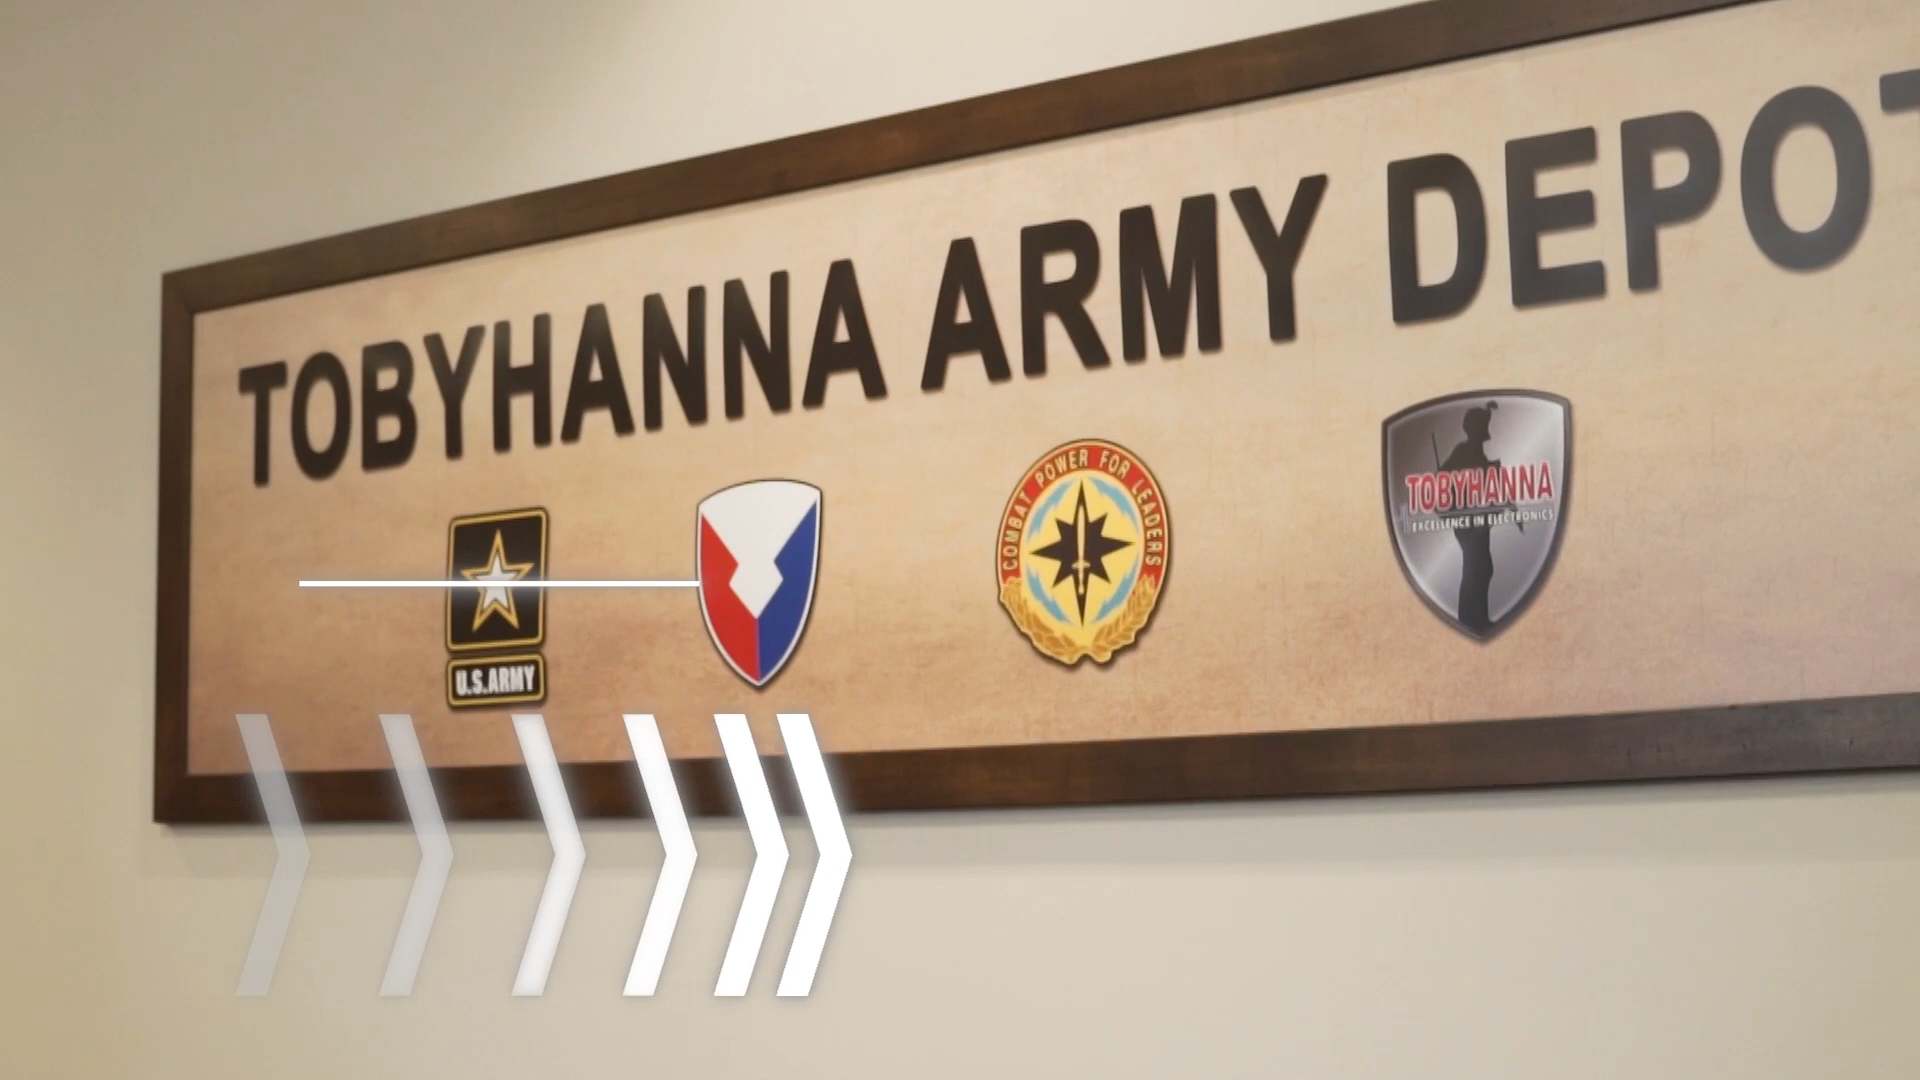 TOBYHANNA ARMY DEPOT
U.S.ARMY
COMBAT POWER FOR LEADERS
TOBYHANNA
EXCELLENCE IN ELECTRONICS